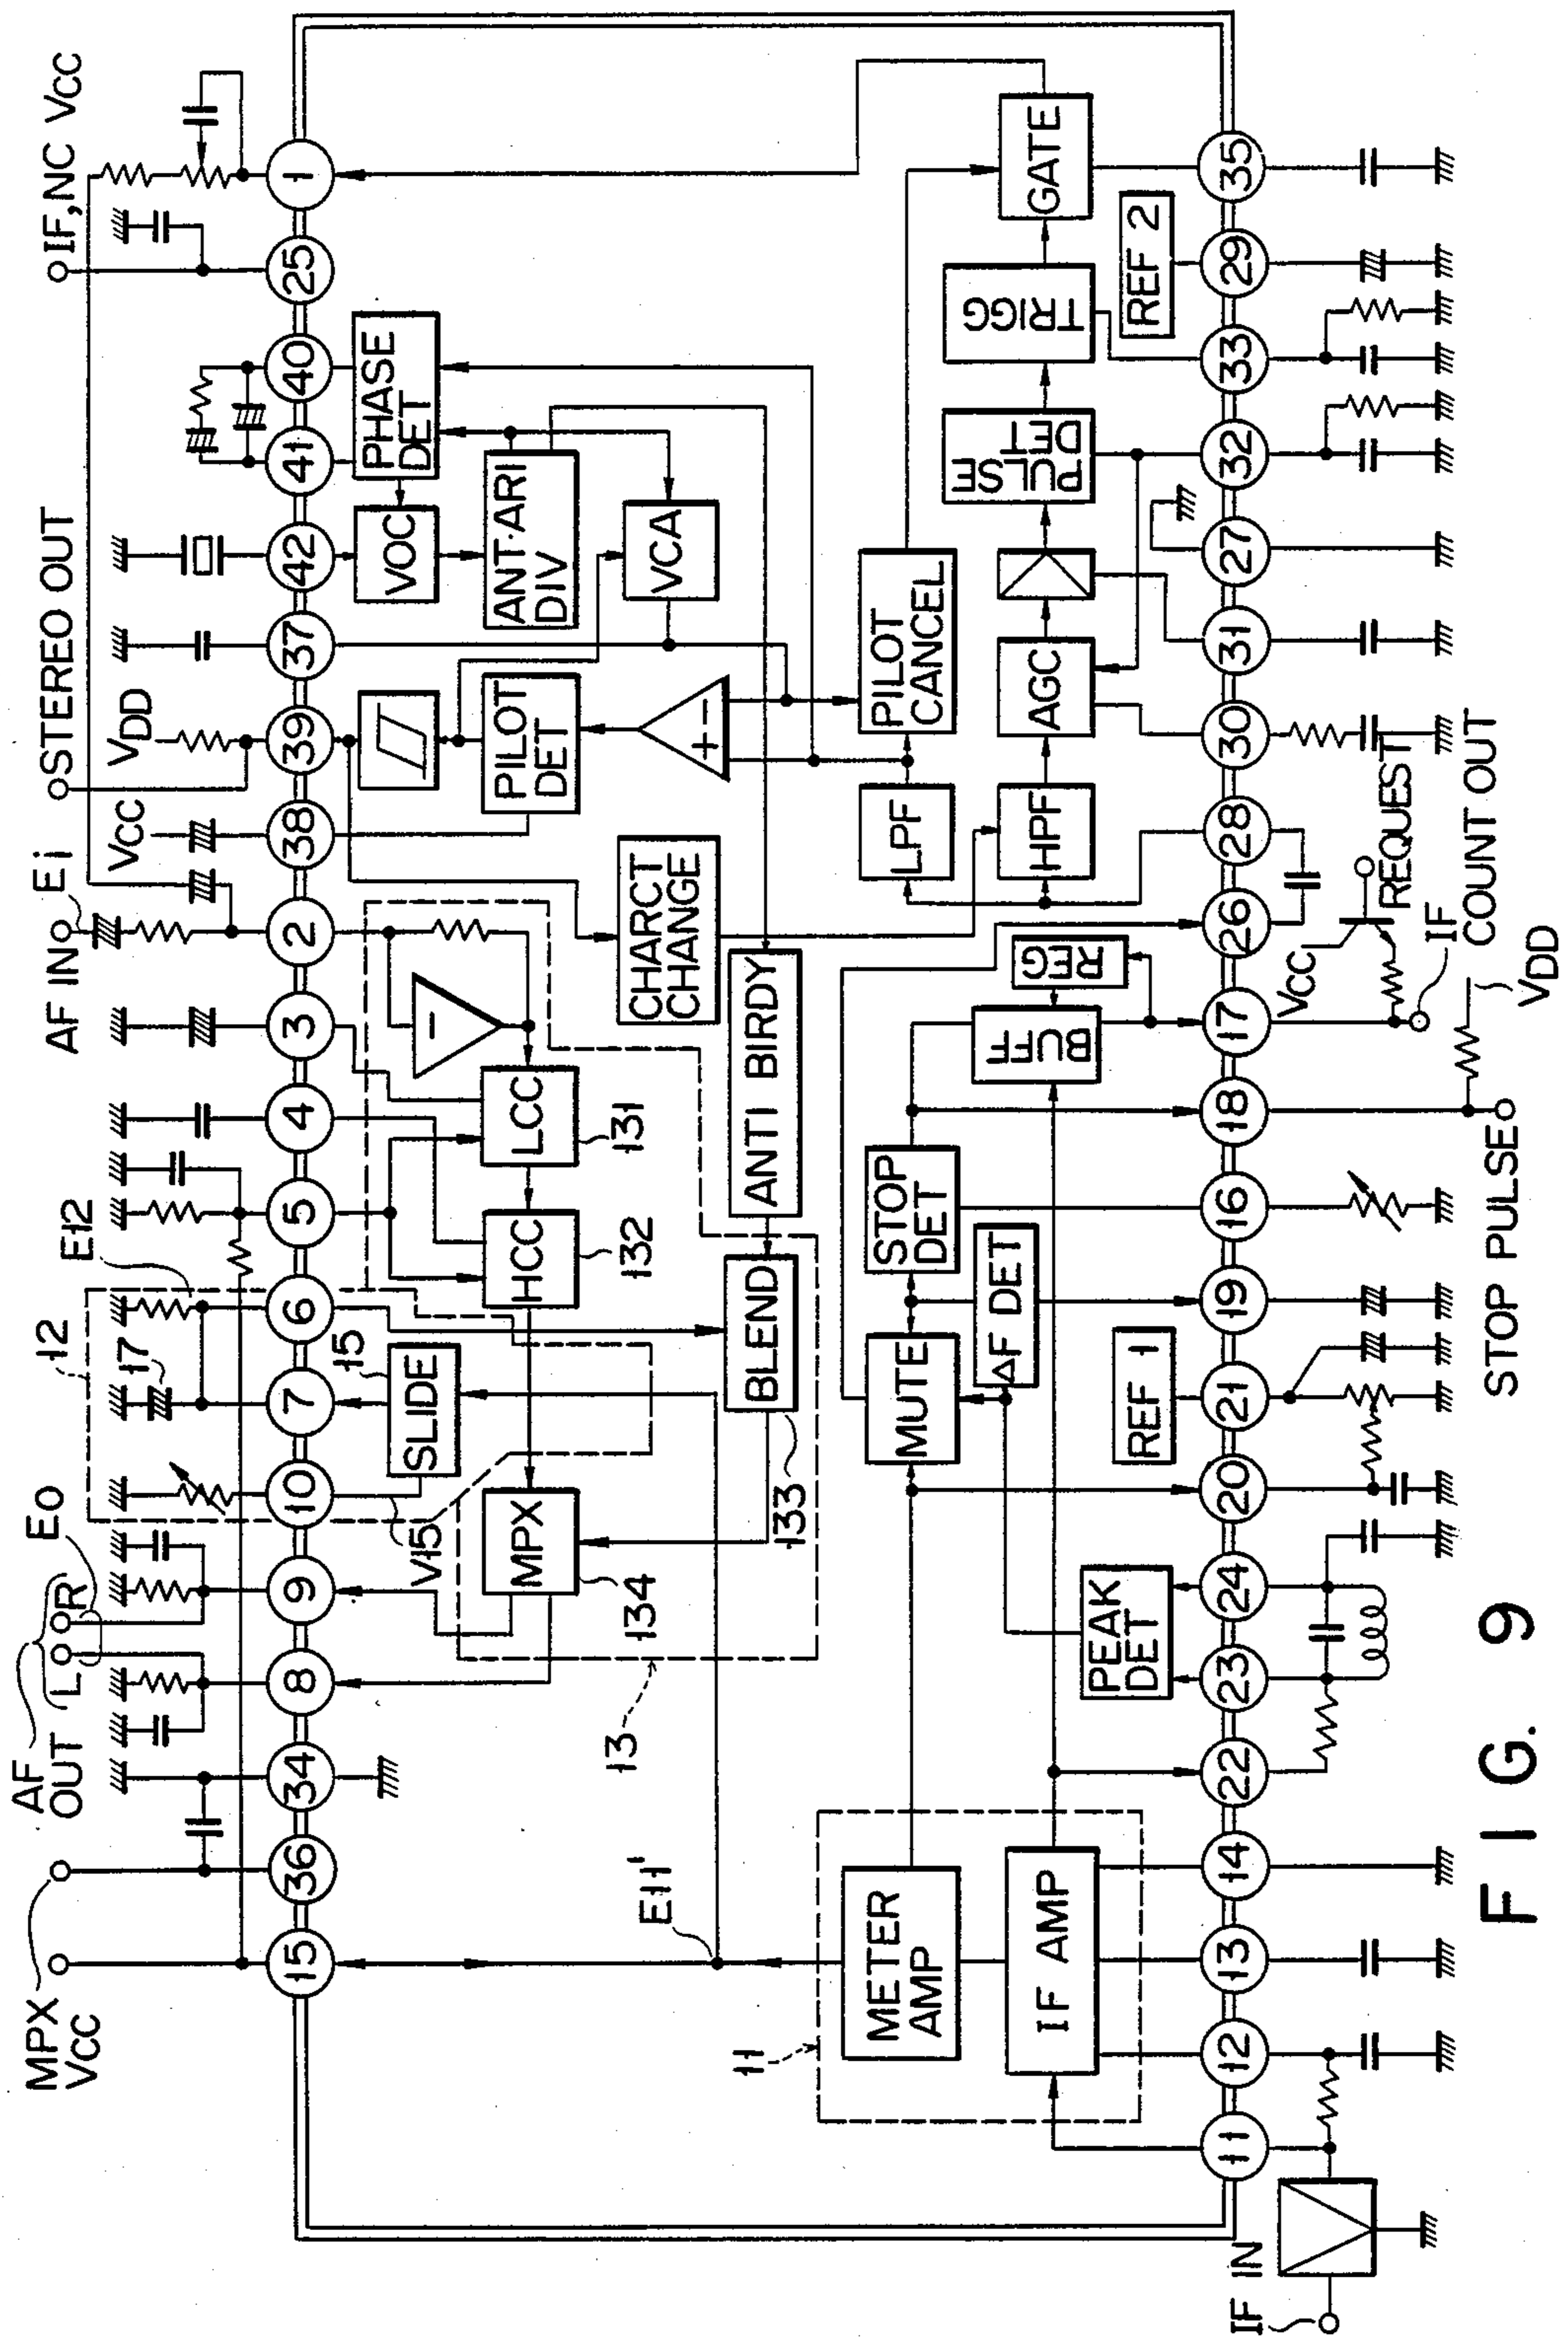 MPX
VCC
AF
OUT
L
R
E0
12
17
E12
AF IN
Ei
VCC
VDD
STEREO OUT
IF,NC VCC
15
36
34
8
9
10
7
6
5
4
3
2
38
39
37
42
41
40
25
1
V15
15
SLIDE
MPX
134
HCC
132
LCC
131
PILOT
DET
VOC
PHASE
DET
ANT·ARI
DIV
VCA
CHARCT
CHANGE
ANTI BIRDY
BLEND
133
13
E11'
11
METER
AMP
IF AMP
PEAK
DET
MUTE
STOP
DET
ΔF DET
REF 1
BUFF
REG
LPF
HPF
PILOT
CANCEL
AGC
PULSE
DET
TRIGG
GATE
REF 2
11
12
13
14
22
23
24
20
21
19
16
18
17
26
28
30
31
27
32
33
29
35
IF IN
STOP PULSE
VDD
VCC
IF
COUNT OUT
REQUEST
FIG. 9